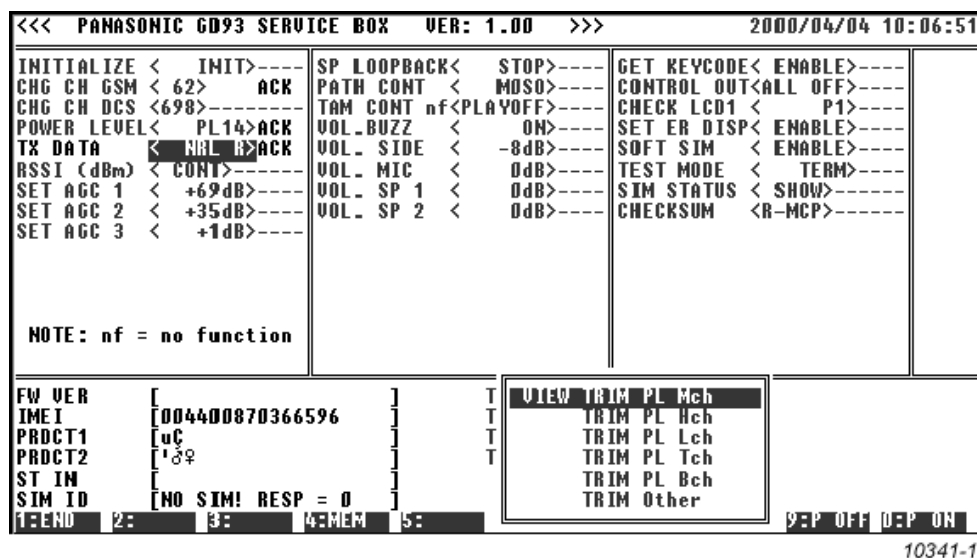 <<< PANASONIC GD93 SERVICE BOX VER: 1.00 >>> 2000/04/04 10:06:51
INITIALIZE < INIT>----
CHG CH GSM < 62> ACK
CHG CH DCS <698>---------
POWER LEVEL< PL14>ACK
TX DATA < NRL R>ACK
RSSI (dBm) < CONT>------
SET AGC 1 < +69dB>----
SET AGC 2 < +35dB>----
SET AGC 3 < +1dB>----
NOTE: nf = no function
SP LOOPBACK< STOP>----
PATH CONT < M0S0>----
TAM CONT nf<PLAYOFF>----
VOL.BUZZ < ON>----
VOL. SIDE < -8dB>----
VOL. MIC < 0dB>----
VOL. SP 1 < 0dB>----
VOL. SP 2 < 0dB>----
GET KEYCODE< ENABLE>----
CONTROL OUT<ALL OFF>----
CHECK LCD1 < P1>----
SET ER DISP< ENABLE>----
SOFT SIM < ENABLE>----
TEST MODE < TERM>----
SIM STATUS < SHOW>------
CHECKSUM <R-MCP>------
FW VER [ ] T
IMEI [004400870366596 ] T
PRDCT1 [uÇ ] T
PRDCT2 ['♂♀ ] T
ST IN [ ]
SIM ID [NO SIM! RESP = 0 ]
VIEW TRIM PL Mch
TRIM PL Hch
TRIM PL Lch
TRIM PL Tch
TRIM PL Bch
TRIM Other
1:END 2: 3: 4:MEM 5: 9:P OFF 0:P ON
10341-1